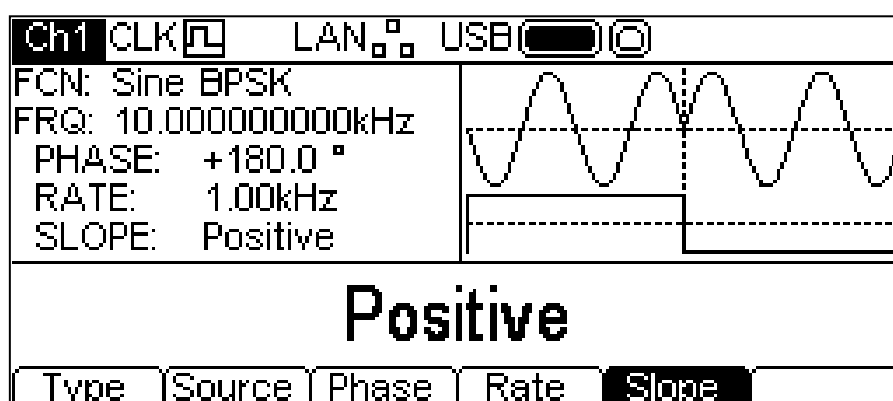 Ch1 CLK LAN USB
FCN: Sine BPSK
FRQ: 10.000000000kHz
PHASE: +180.0 °
RATE: 1.00kHz
SLOPE: Positive
Positive
Type Source Phase Rate Slope